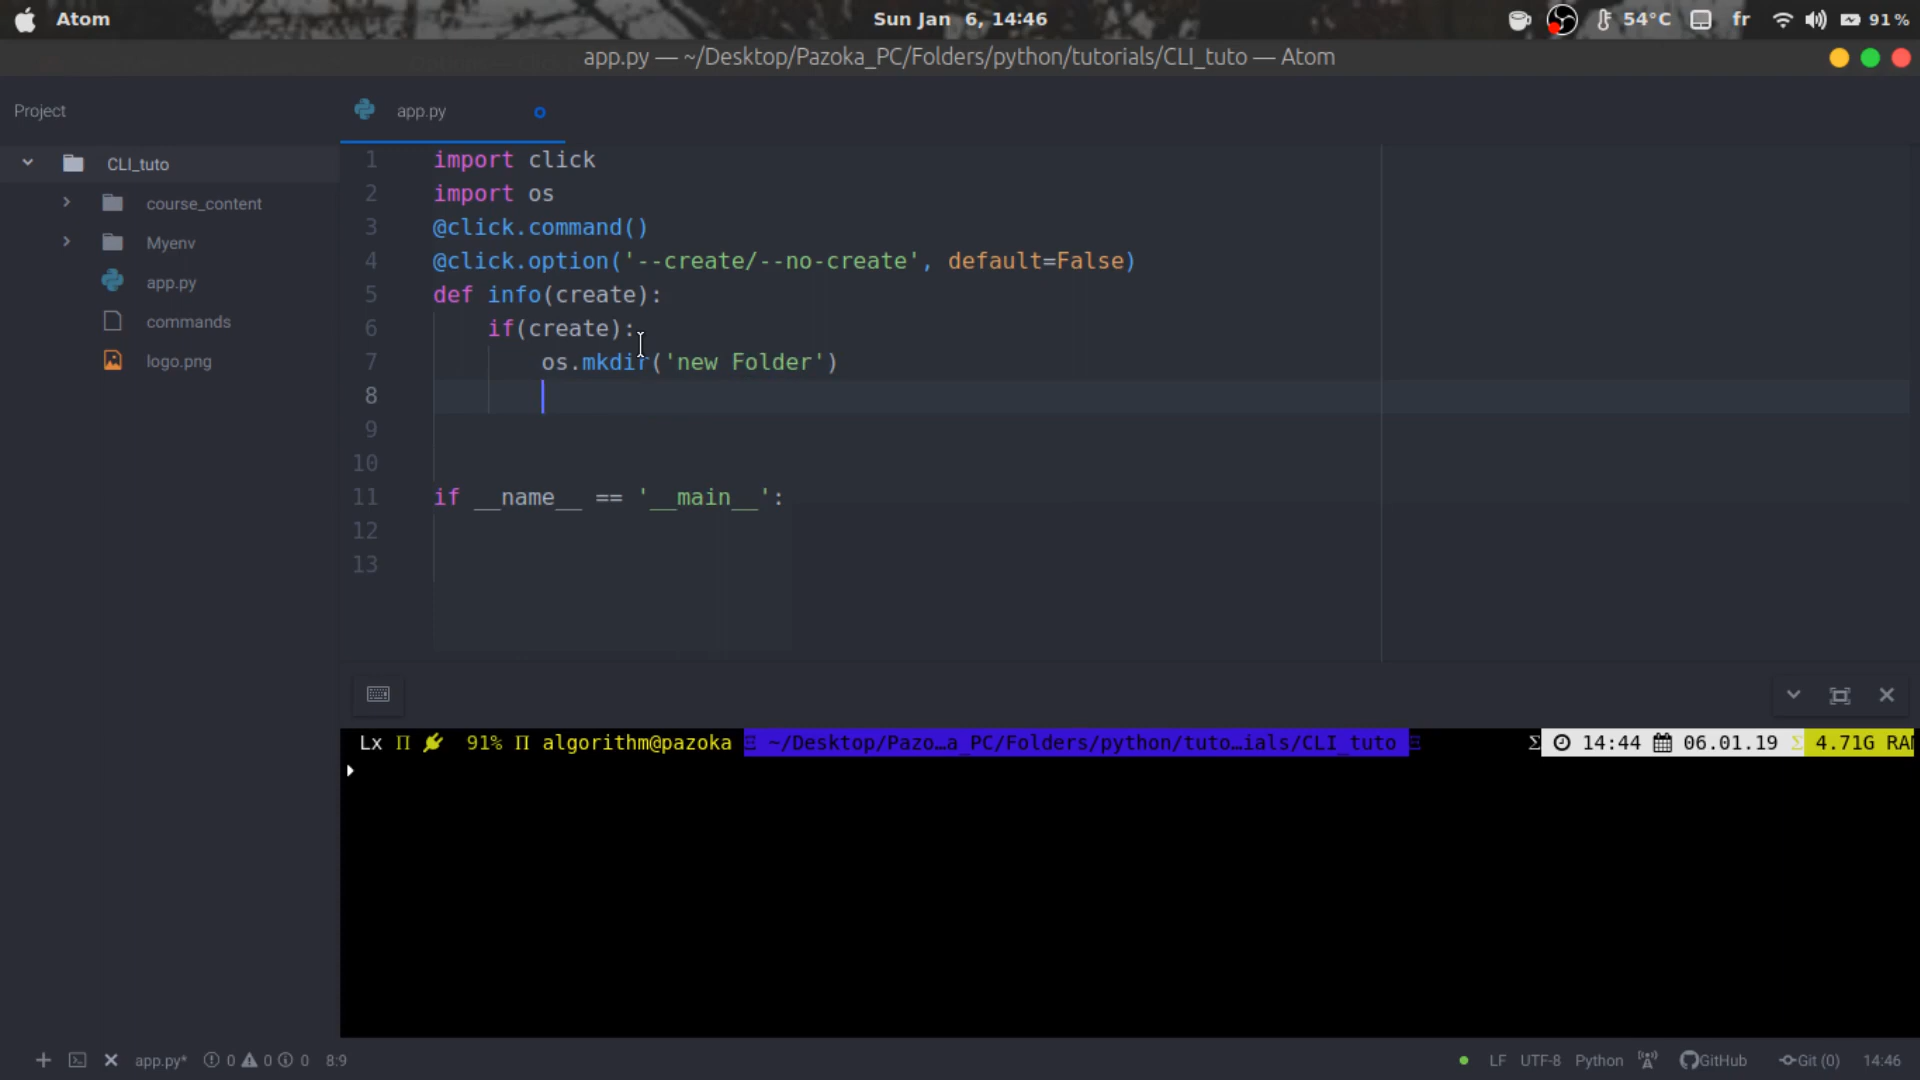 Atom
Sun Jan 6, 14:46
54°C
fr
91%
app.py — ~/Desktop/Pazoka_PC/Folders/python/tutorials/CLI_tuto — Atom
Project
app.py
CLI_tuto
course_content
Myenv
app.py
commands
logo.png
1 import click
2 import os
3 @click.command()
4 @click.option('--create/--no-create', default=False)
5 def info(create):
6 if(create):
7 os.mkdir('new Folder')
8
9
10
11 if __name__ == '__main__':
12
13
Lx Π 91% Π algorithm@pazoka Ξ ~/Desktop/Pazo…a_PC/Folders/python/tuto…ials/CLI_tuto Ξ Σ 14:44 06.01.19 Σ 4.71G RAM
app.py* 0 0 0 8:9
LF UTF-8 Python GitHub Git (0) 14:46